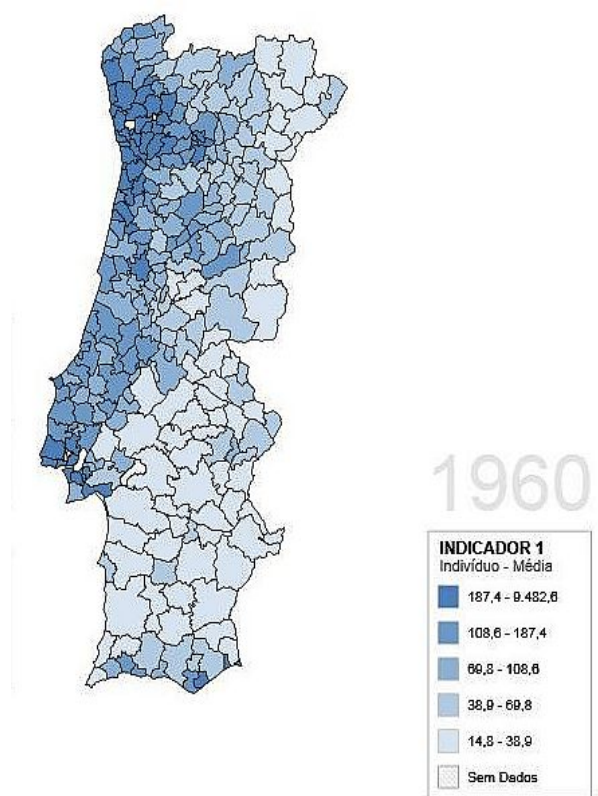 1960
INDICADOR 1
Indivíduo - Média
187,4 - 9.482,6
108,6 - 187,4
69,8 - 108,6
38,9 - 69,8
14,8 - 38,9
Sem Dados